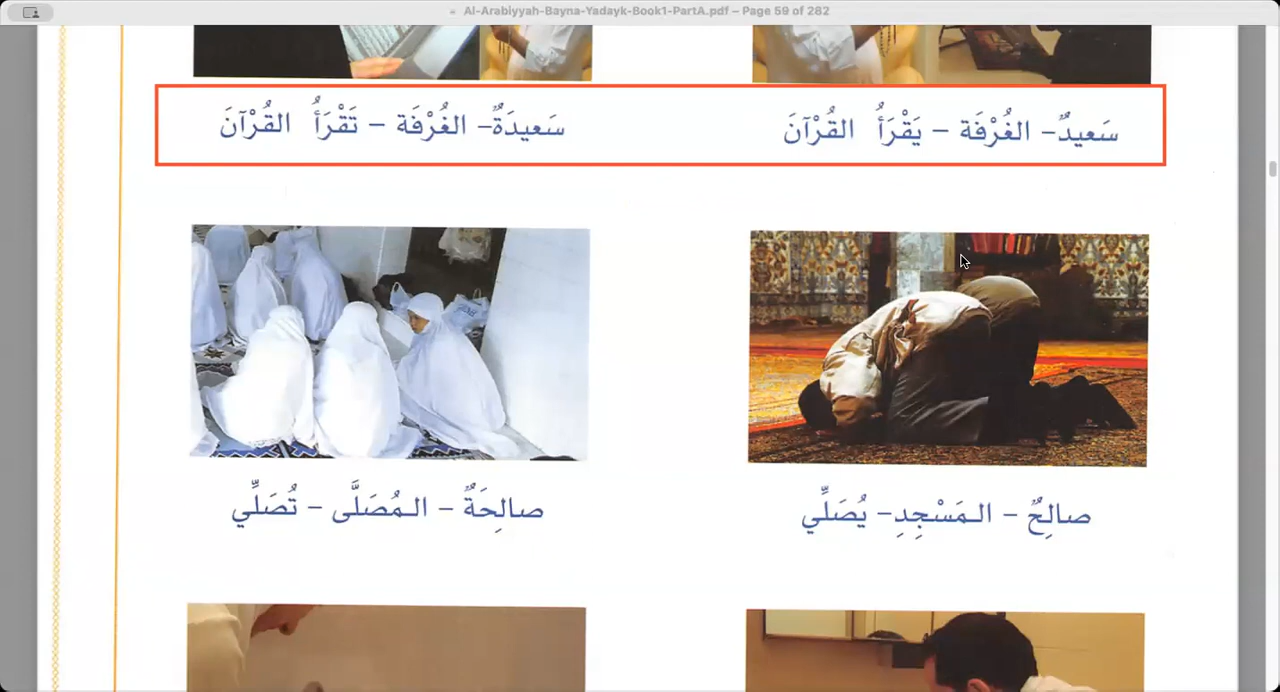 Al-Arabiyyah-Bayna-Yadayk-Book1-PartA.pdf – Page 59 of 282
سَعيدٌ– الغُرْفَة – يَقْرَأُ القُرْآنَ
سَعيدَةٌ– الغُرْفَة – تَقْرَأُ القُرْآنَ
صالِحٌ – المَسْجِدِ– يُصَلِّي
صالِحَةٌ – المُصَلَّى – تُصَلِّي